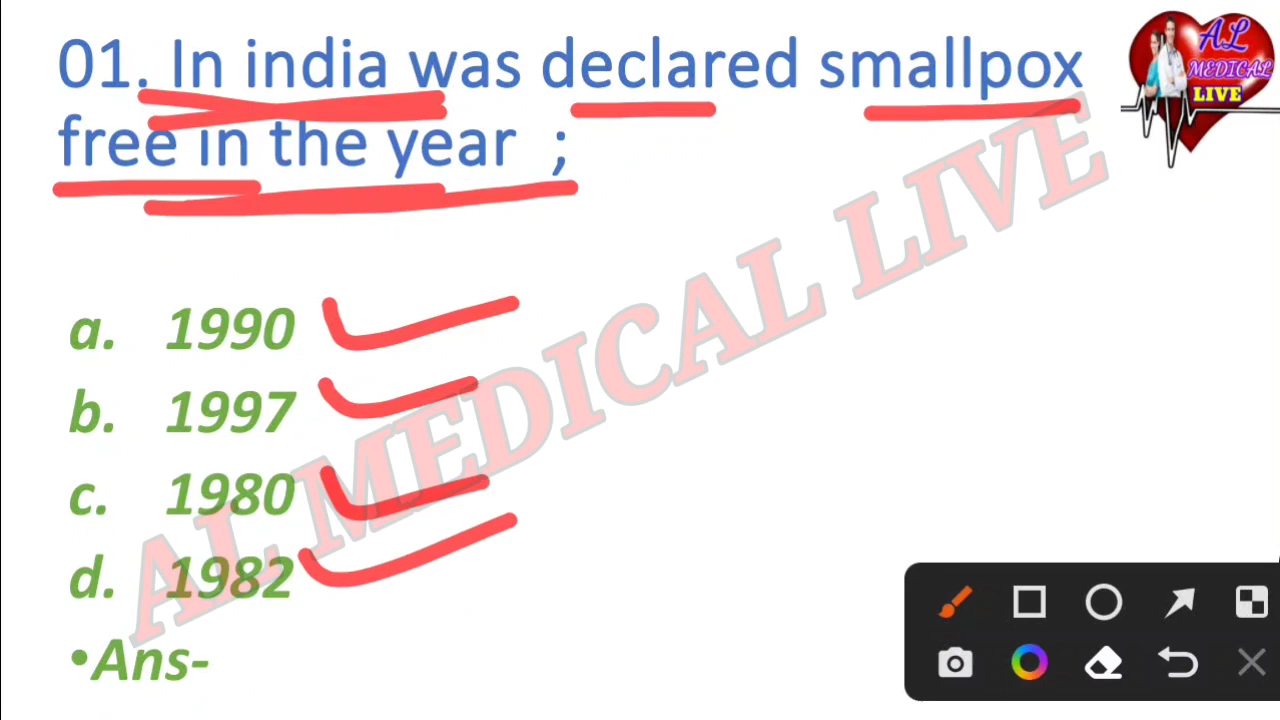 01. In india was declared smallpox
free in the year ;
AL
MEDICAL
LIVE
a. 1990
b. 1997
c. 1980
d. 1982
•Ans-
AL MEDICAL LIVE